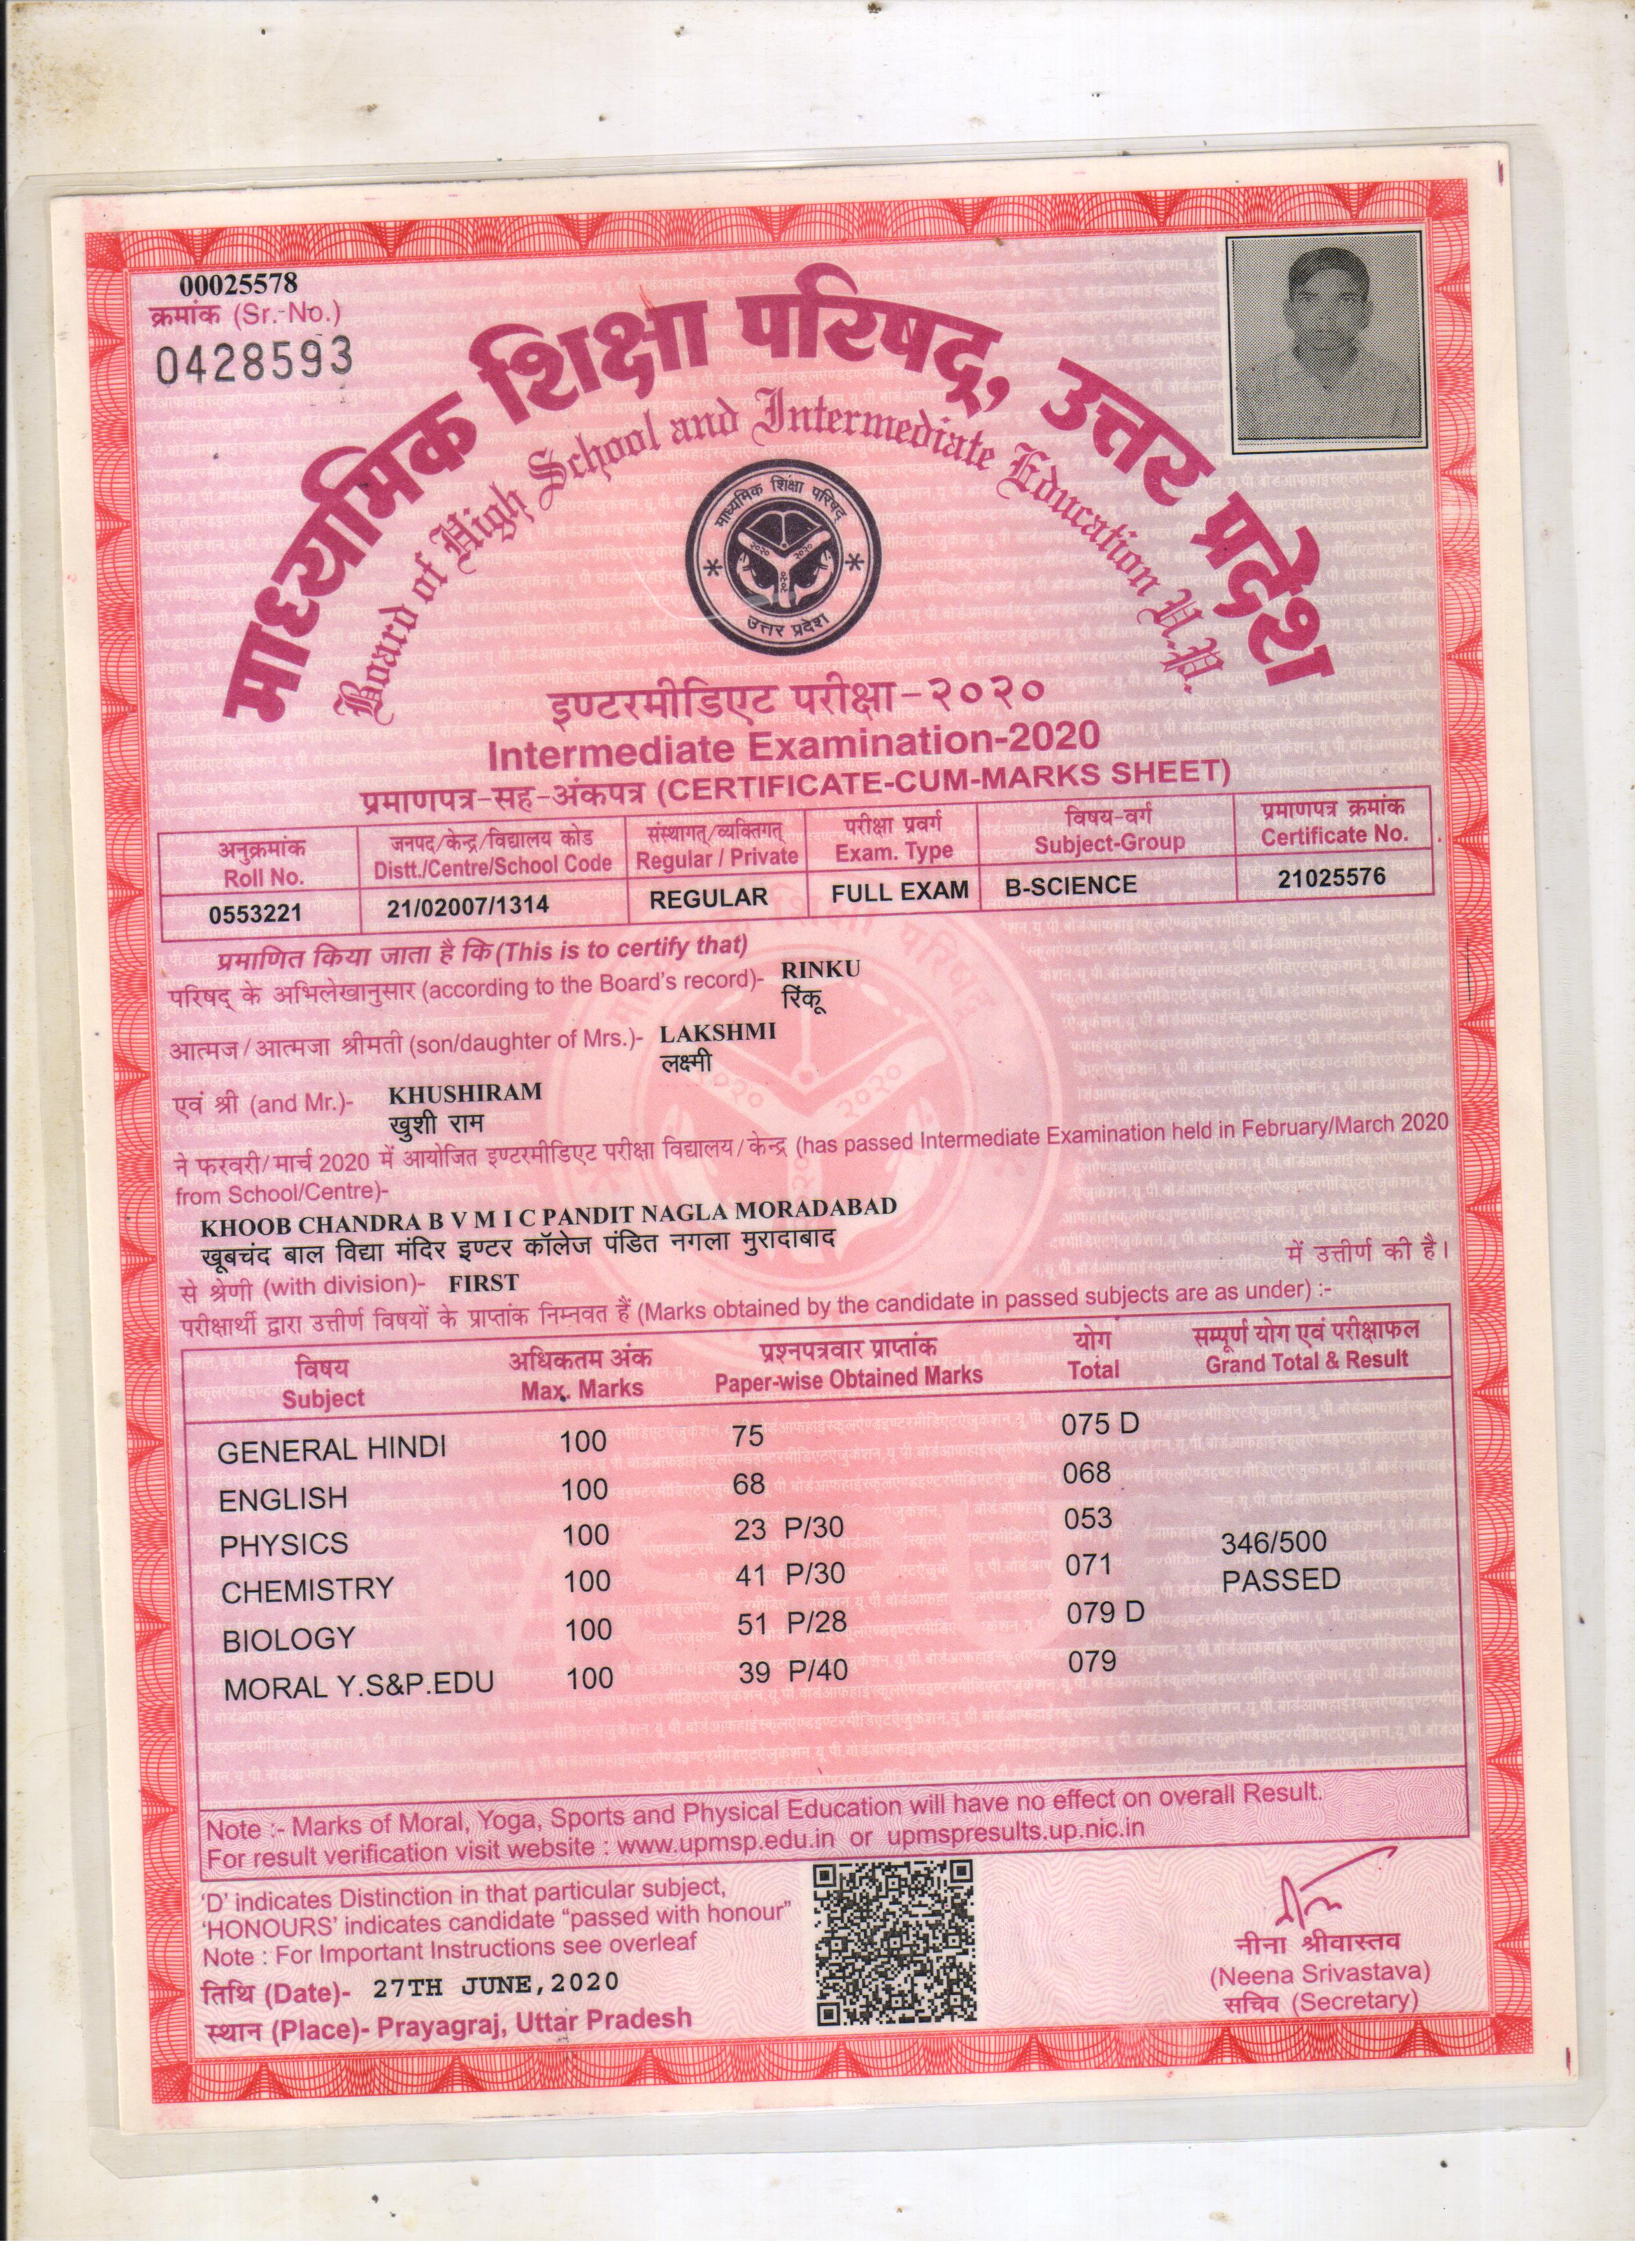 00025578
क्रमांक (Sr.-No.)
0428593
माध्यमिक शिक्षा परिषद्, उत्तर प्रदेश
Board of High School and Intermediate Education U.P.
माध्यमिक शिक्षा परिषद्
२०२० २०२०
२०२०
उत्तर प्रदेश
इण्टरमीडिएट परीक्षा-२०२०
Intermediate Examination-2020
प्रमाणपत्र-सह-अंकपत्र (CERTIFICATE-CUM-MARKS SHEET)
अनुक्रमांक जनपद/केन्द्र/विद्यालय कोड संस्थागत्/व्यक्तिगत् परीक्षा प्रवर्ग विषय-वर्ग प्रमाणपत्र क्रमांक
Roll No. Distt./Centre/School Code Regular / Private Exam. Type Subject-Group Certificate No.
0553221 21/02007/1314 REGULAR FULL EXAM B-SCIENCE 21025576
प्रमाणित किया जाता है कि (This is to certify that)
परिषद् के अभिलेखानुसार (according to the Board's record)- RINKU
रिंकू
आत्मज/आत्मजा श्रीमती (son/daughter of Mrs.)- LAKSHMI
लक्ष्मी
एवं श्री (and Mr.)- KHUSHIRAM
खुशी राम
ने फरवरी/मार्च 2020 में आयोजित इण्टरमीडिएट परीक्षा विद्यालय/केन्द्र (has passed Intermediate Examination held in February/March 2020
from School/Centre)-
KHOOB CHANDRA B V M I C PANDIT NAGLA MORADABAD
खूबचंद बाल विद्या मंदिर इण्टर कॉलेज पंडित नगला मुरादाबाद
में उत्तीर्ण की है।
से श्रेणी (with division)- FIRST
परीक्षार्थी द्वारा उत्तीर्ण विषयों के प्राप्तांक निम्नवत हैं (Marks obtained by the candidate in passed subjects are as under) :-
विषय अधिकतम अंक प्रश्नपत्रवार प्राप्तांक योग सम्पूर्ण योग एवं परीक्षाफल
Subject Max. Marks Paper-wise Obtained Marks Total Grand Total & Result
GENERAL HINDI 100 75 075 D
ENGLISH 100 68 068
PHYSICS 100 23 P/30 053
346/500
CHEMISTRY 100 41 P/30 071
PASSED
BIOLOGY 100 51 P/28 079 D
MORAL Y.S&P.EDU 100 39 P/40 079
Note :- Marks of Moral, Yoga, Sports and Physical Education will have no effect on overall Result.
For result verification visit website : www.upmsp.edu.in or upmspresults.up.nic.in
'D' indicates Distinction in that particular subject,
'HONOURS' indicates candidate "passed with honour"
Note : For Important Instructions see overleaf
तिथि (Date)- 27TH JUNE,2020
स्थान (Place)- Prayagraj, Uttar Pradesh
नीना श्रीवास्तव
(Neena Srivastava)
सचिव (Secretary)